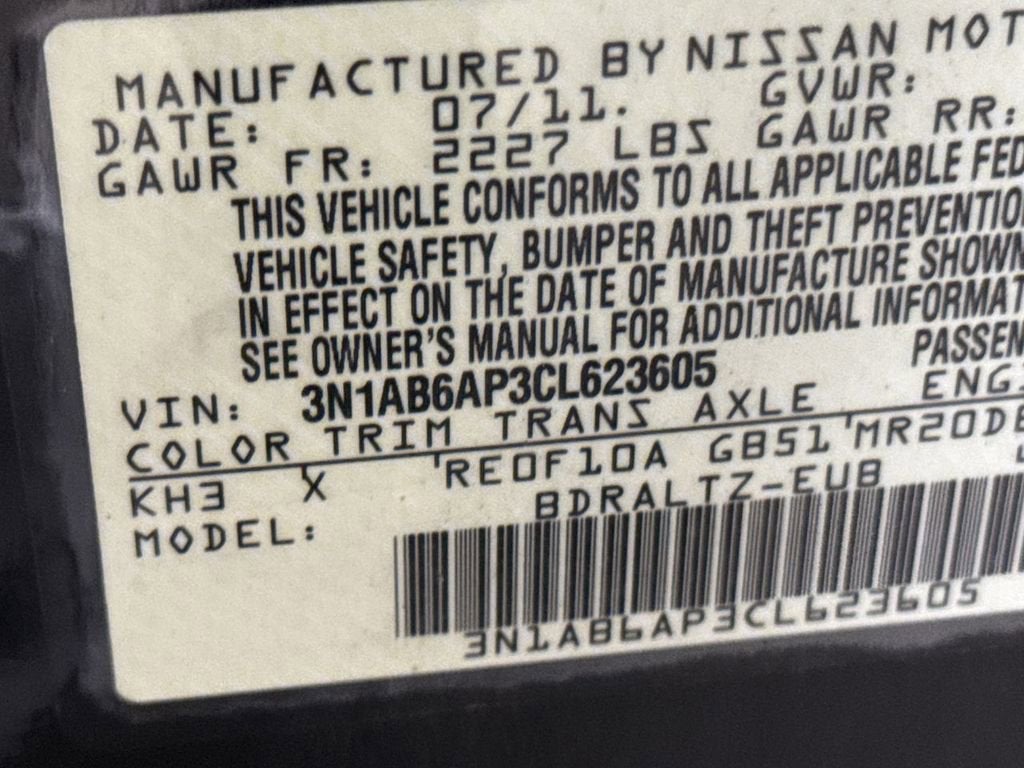 MANUFACTURED BY NISSAN MOT
DATE: 07/11. GVWR:
GAWR FR: 2227 LBS GAWR RR:
THIS VEHICLE CONFORMS TO ALL APPLICABLE FED
VEHICLE SAFETY, BUMPER AND THEFT PREVENTIO
IN EFFECT ON THE DATE OF MANUFACTURE SHOWN
SEE OWNER'S MANUAL FOR ADDITIONAL INFORMAT
VIN: 3N1AB6AP3CL623605 PASSEN
COLOR TRIM TRANS AXLE ENG
KH3 X RE0F10A GB51 MR20DE
MODEL: BDRALTZ-EUB
3N1AB6AP3CL623605